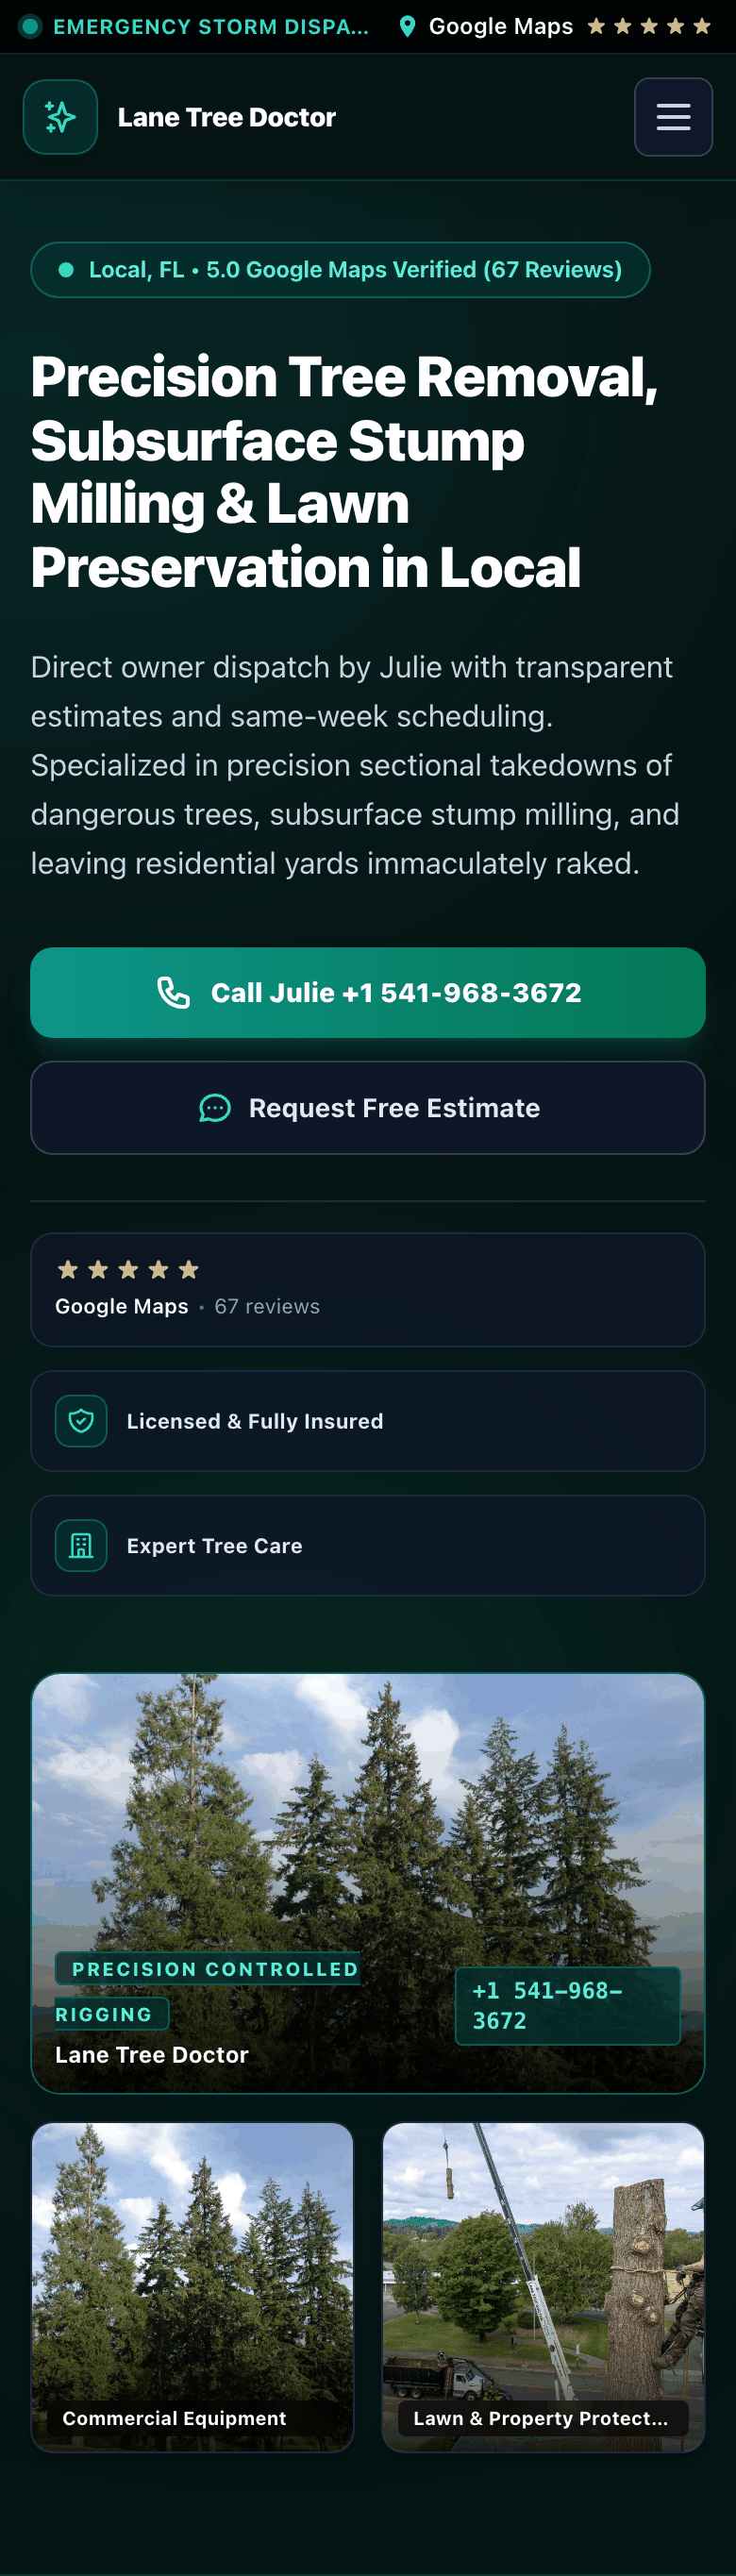 EMERGENCY STORM DISPA...
Google Maps
Lane Tree Doctor
Local, FL • 5.0 Google Maps Verified (67 Reviews)
Precision Tree Removal,
Subsurface Stump
Milling & Lawn
Preservation in Local
Direct owner dispatch by Julie with transparent
estimates and same-week scheduling.
Specialized in precision sectional takedowns of
dangerous trees, subsurface stump milling, and
leaving residential yards immaculately raked.
Call Julie +1 541-968-3672
Request Free Estimate
Google Maps • 67 reviews
Licensed & Fully Insured
Expert Tree Care
PRECISION CONTROLLED
RIGGING
Lane Tree Doctor
+1 541-968-
3672
Commercial Equipment
Lawn & Property Protect...